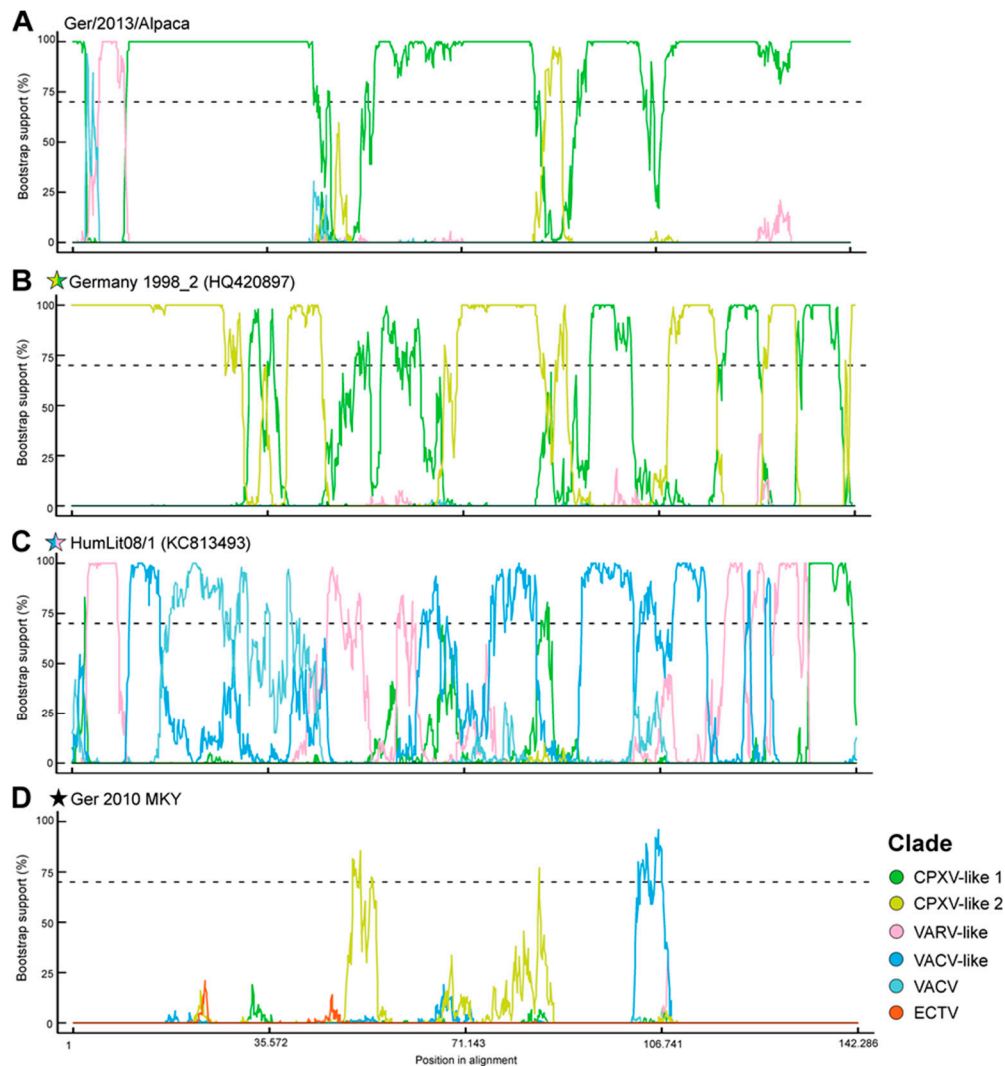 A
Ger/2013/Alpaca
Bootstrap support (%)
100
75
50
25
0
B
Germany 1998_2 (HQ420897)
Bootstrap support (%)
100
75
50
25
0
C
HumLit08/1 (KC813493)
Bootstrap support (%)
100
75
50
25
0
D
Ger 2010 MKY
Bootstrap support (%)
100
75
50
25
0
1
35.572
71.143
106.741
142.286
Position in alignment
Clade
CPXV-like 1
CPXV-like 2
VARV-like
VACV-like
VACV
ECTV